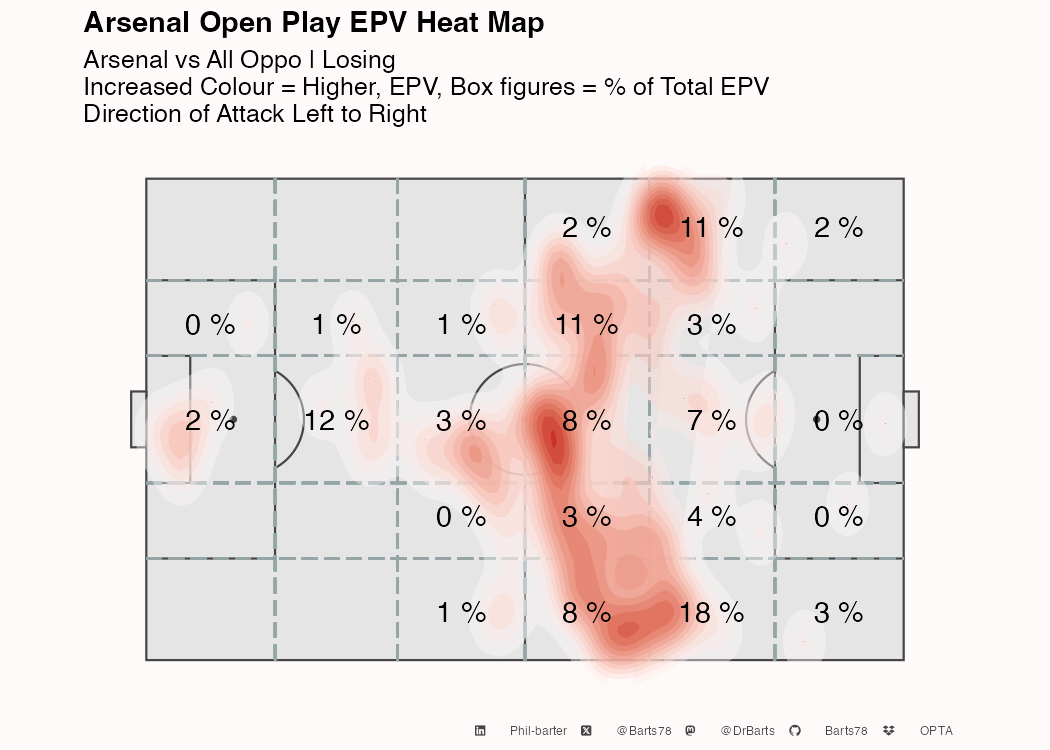 Arsenal Open Play EPV Heat Map
Arsenal vs All Oppo | Losing
Increased Colour = Higher, EPV, Box figures = % of Total EPV
Direction of Attack Left to Right
2 % 11 % 2 %
0 % 1 % 1 % 11 % 3 %
2 % 12 % 3 % 8 % 7 % 0 %
0 % 3 % 4 % 0 %
1 % 8 % 18 % 3 %
Phil-barter @Barts78 @DrBarts Barts78 OPTA